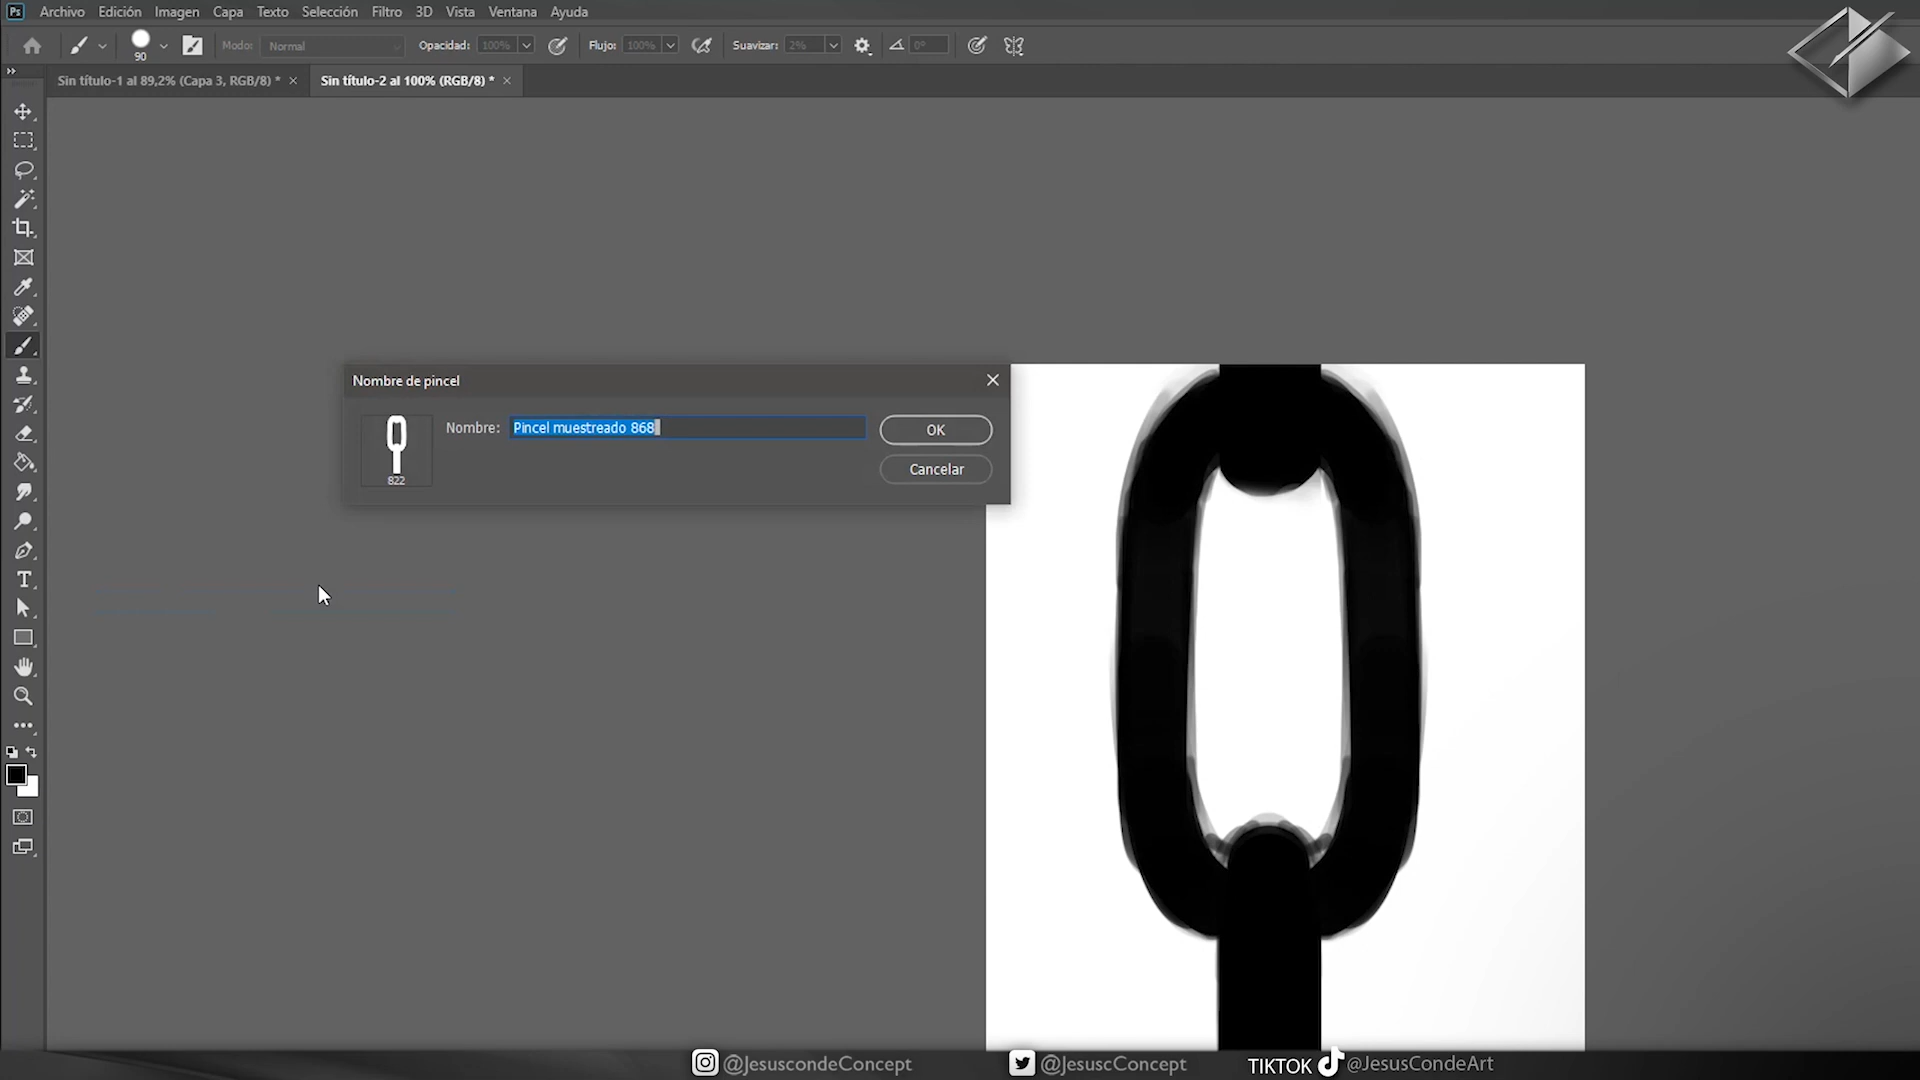 Ps Archivo Edición Imagen Capa Texto Selección Filtro 3D Vista Ventana Ayuda
90 Modo: Normal Opacidad: 100% Flujo: 100% Suavizar: 2% 0°
Sin título-1 al 89,2% (Capa 3, RGB/8) * × Sin título-2 al 100% (RGB/8) * ×
Nombre de pincel
Nombre: Pincel muestreado 868 OK
Cancelar
822
@JesuscondeConcept @JesuscConcept TIKTOK @JesusCondeArt